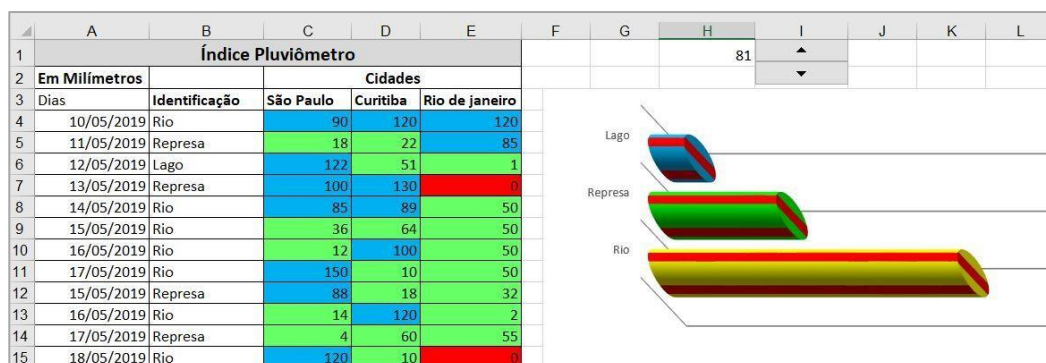 A B C D E F G H I J K L
1 Índice Pluviômetro 81
2 Em Milímetros Cidades
3 Dias Identificação São Paulo Curitiba Rio de janeiro
4 10/05/2019 Rio 90 120 120
5 11/05/2019 Represa 18 22 85
6 12/05/2019 Lago 122 51 1
7 13/05/2019 Represa 100 130 0
8 14/05/2019 Rio 85 89 50
9 15/05/2019 Rio 36 64 50
10 16/05/2019 Rio 12 100 50
11 17/05/2019 Rio 150 10 50
12 15/05/2019 Represa 88 18 32
13 16/05/2019 Rio 14 120 2
14 17/05/2019 Represa 4 60 55
15 18/05/2019 Rio 120 10 0
Lago
Represa
Rio